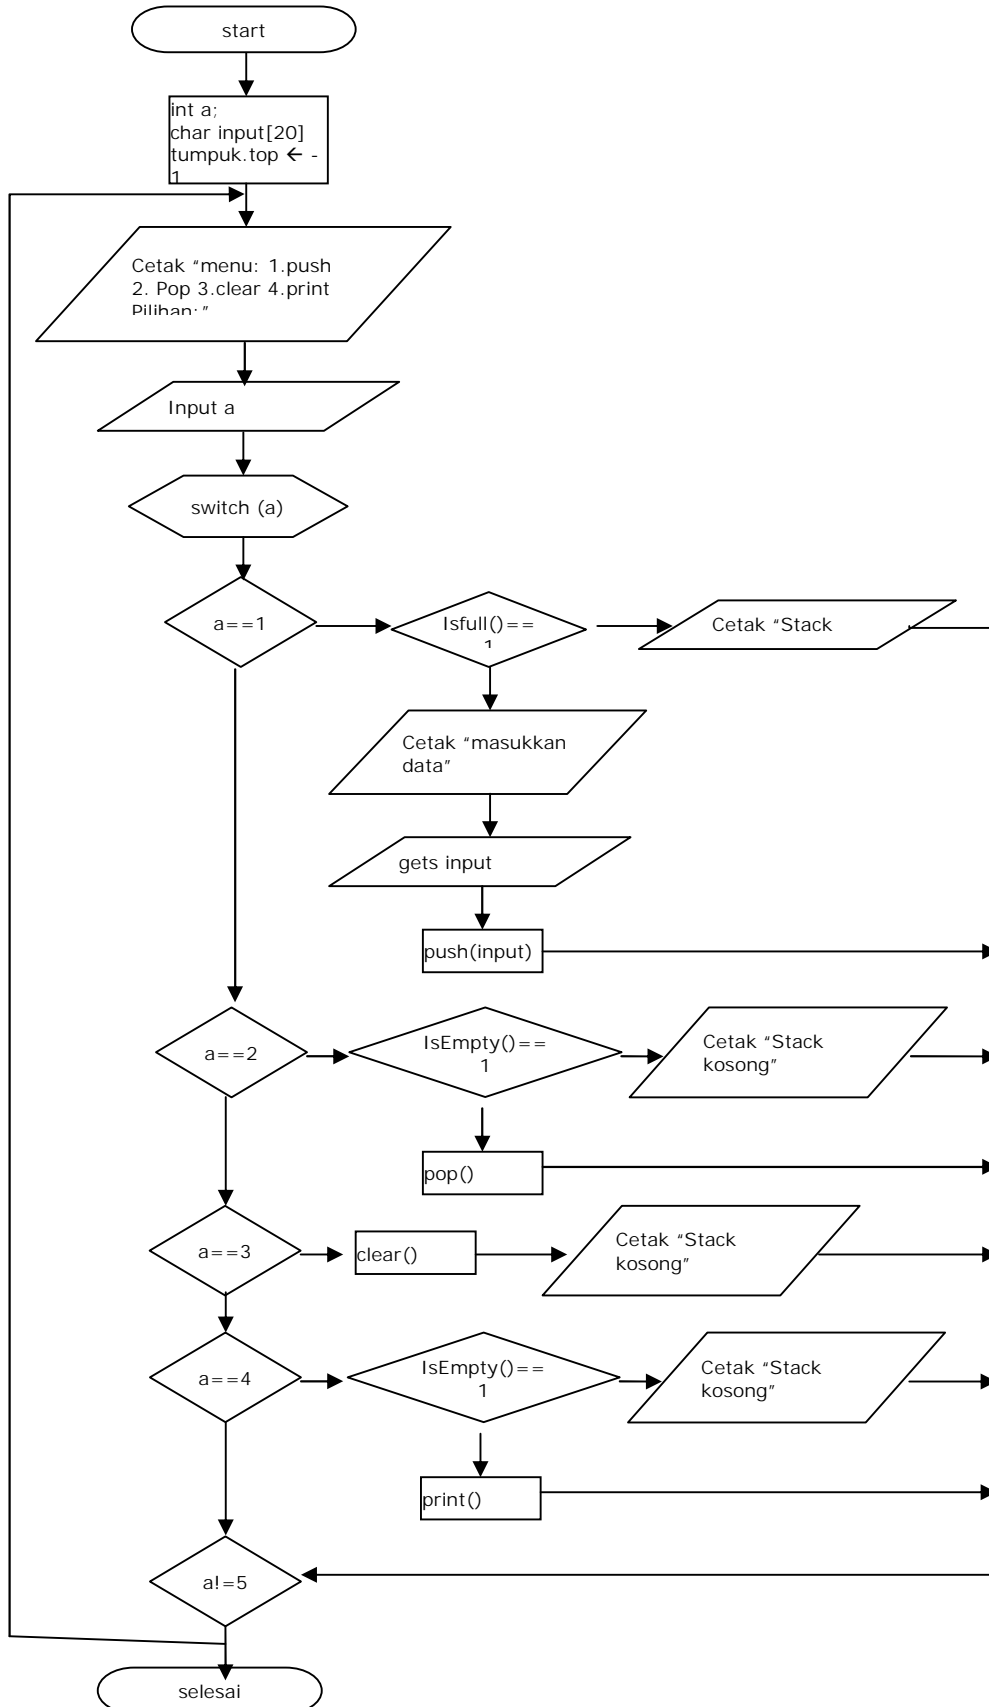 start
int a;
char input[20]
tumpuk.top ← -
1
Cetak “menu: 1.push
2. Pop 3.clear 4.print
Pilihan:”
Input a
switch (a)
a==1
Isfull()==
1
Cetak “Stack
Cetak “masukkan
data”
gets input
push(input)
a==2
IsEmpty()==
1
Cetak “Stack
kosong”
pop()
a==3
clear()
Cetak “Stack
kosong”
a==4
IsEmpty()==
1
Cetak “Stack
kosong”
print()
a!=5
selesai